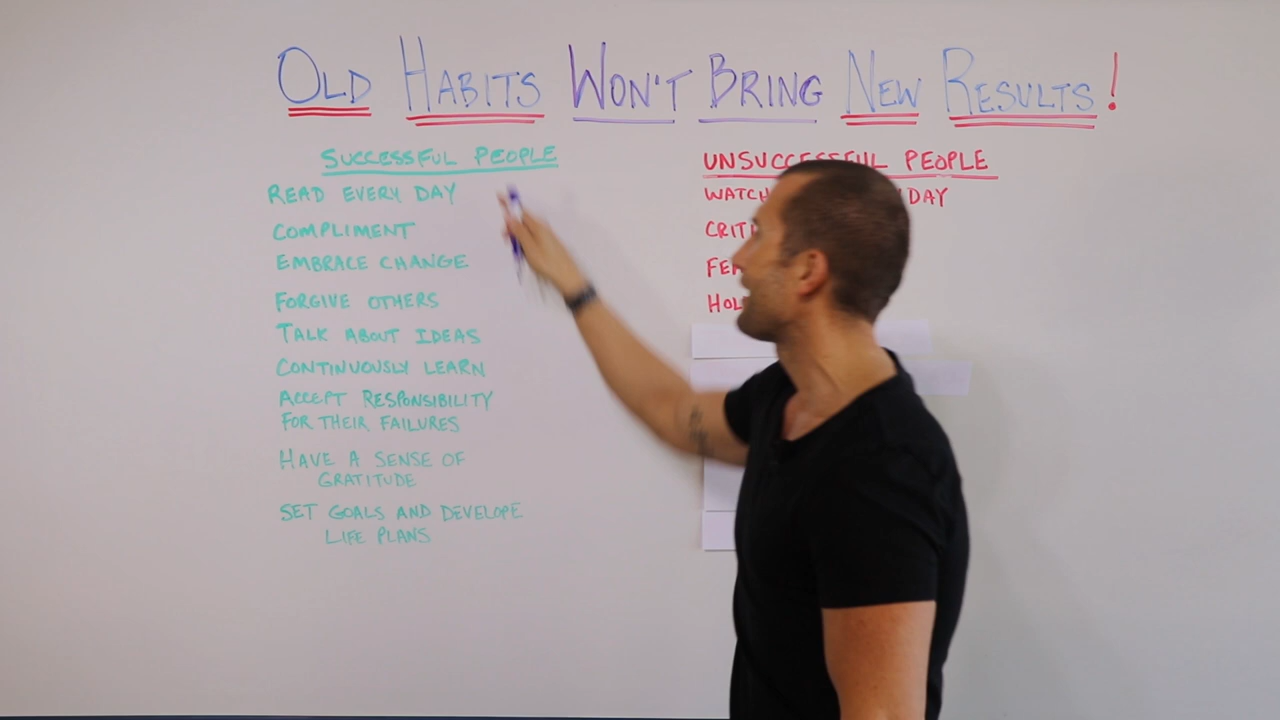 OLD HABITS WON'T BRING NEW RESULTS!
SUCCESSFUL PEOPLE
READ EVERY DAY
COMPLIMENT
EMBRACE CHANGE
FORGIVE OTHERS
TALK ABOUT IDEAS
CONTINUOUSLY LEARN
ACCEPT RESPONSIBILITY
FOR THEIR FAILURES
HAVE A SENSE OF
GRATITUDE
SET GOALS AND DEVELOPE
LIFE PLANS
UNSUCCESSFUL PEOPLE
WATCH DAY